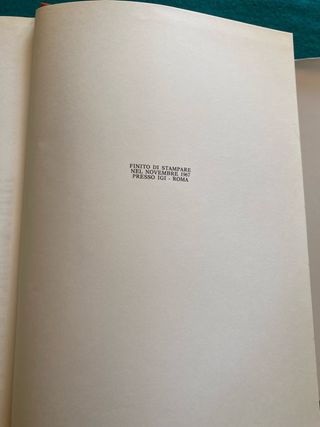 FINITO DI STAMPARE
NEL NOVEMBRE 1967
PRESSO IGI - ROMA